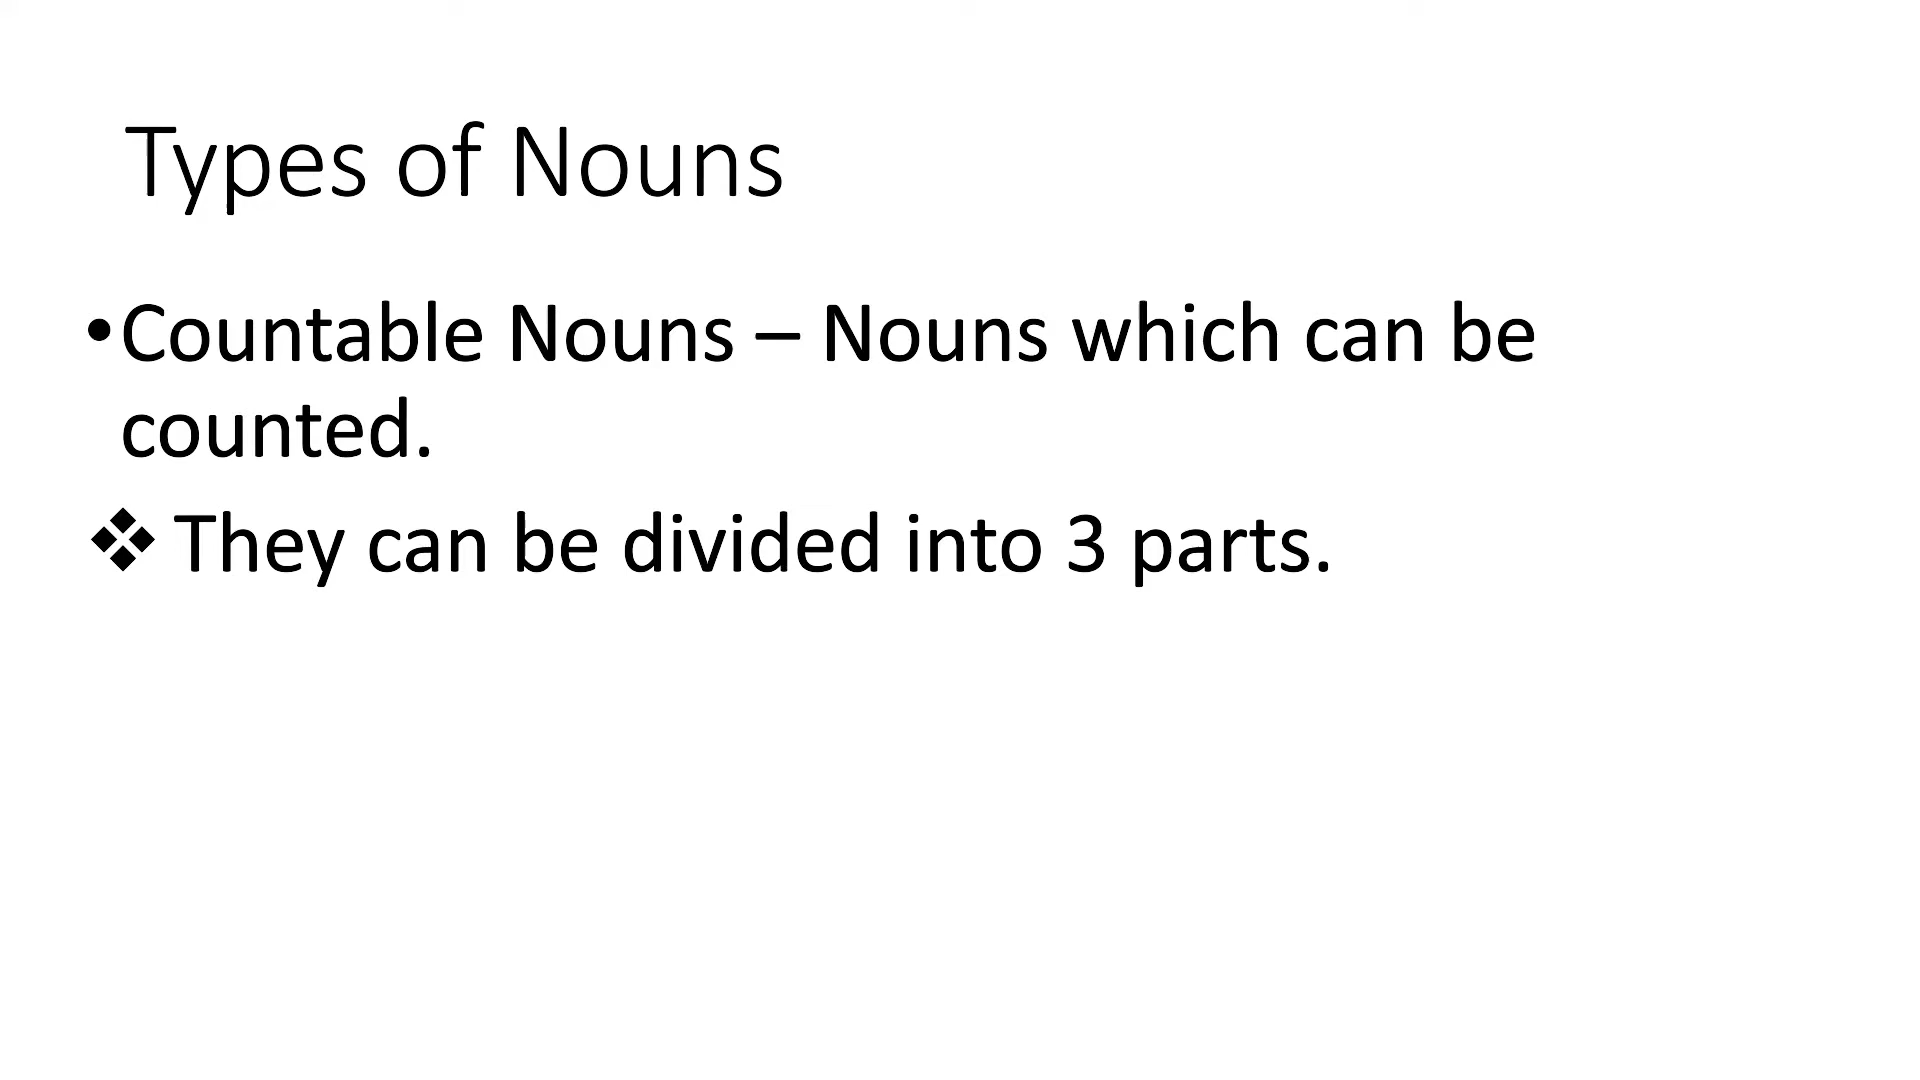 Types of Nouns
•Countable Nouns – Nouns which can be
counted.
❖ They can be divided into 3 parts.